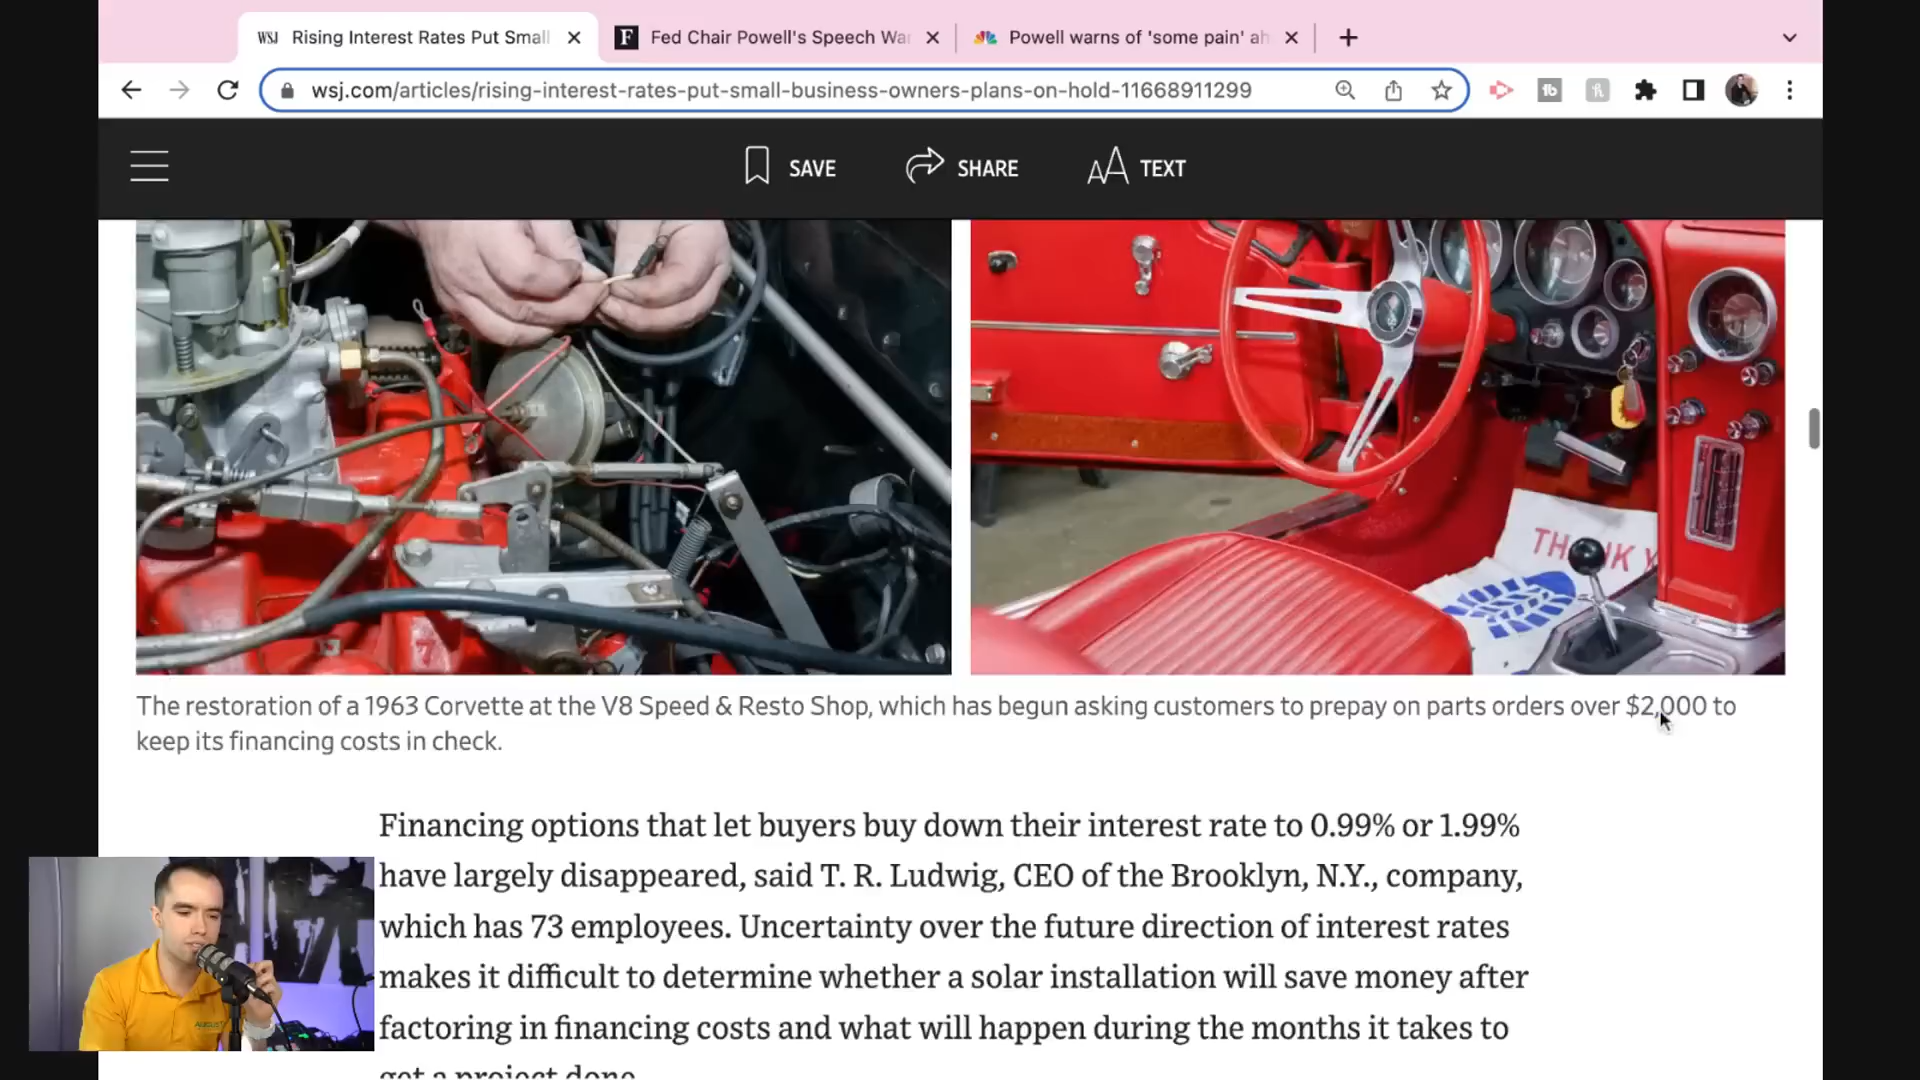 WSJ Rising Interest Rates Put Small
F Fed Chair Powell's Speech War
Powell warns of 'some pain' ah
wsj.com/articles/rising-interest-rates-put-small-business-owners-plans-on-hold-11668911299
SAVE
SHARE
TEXT
The restoration of a 1963 Corvette at the V8 Speed & Resto Shop, which has begun asking customers to prepay on parts orders over $2,000 to
keep its financing costs in check.
Financing options that let buyers buy down their interest rate to 0.99% or 1.99%
have largely disappeared, said T. R. Ludwig, CEO of the Brooklyn, N.Y., company,
which has 73 employees. Uncertainty over the future direction of interest rates
makes it difficult to determine whether a solar installation will save money after
factoring in financing costs and what will happen during the months it takes to
get a project done